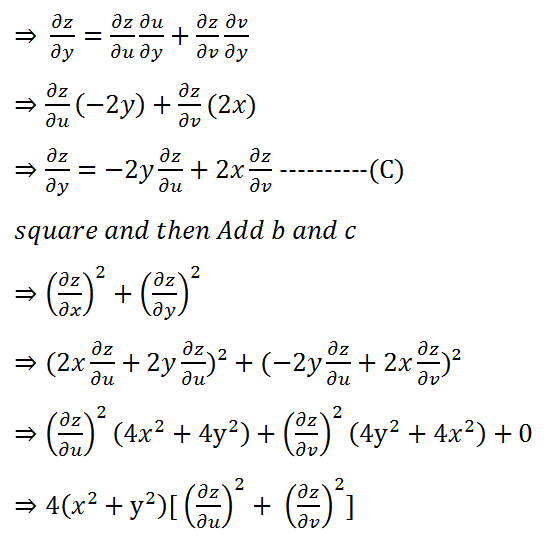 ⇒ ∂z/∂y = ∂z/∂u ∂u/∂y + ∂z/∂v ∂v/∂y
⇒ ∂z/∂u (−2y) + ∂z/∂v (2x)
⇒ ∂z/∂y = −2y ∂z/∂u + 2x ∂z/∂v ----------(C)
square and then Add b and c
⇒ (∂z/∂x)² + (∂z/∂y)²
⇒ (2x ∂z/∂u + 2y ∂z/∂u)² + (−2y ∂z/∂u + 2x ∂z/∂v)²
⇒ (∂z/∂u)² (4x² + 4y²) + (∂z/∂v)² (4y² + 4x²) + 0
⇒ 4(x² + y²)[ (∂z/∂u)² + (∂z/∂v)² ]